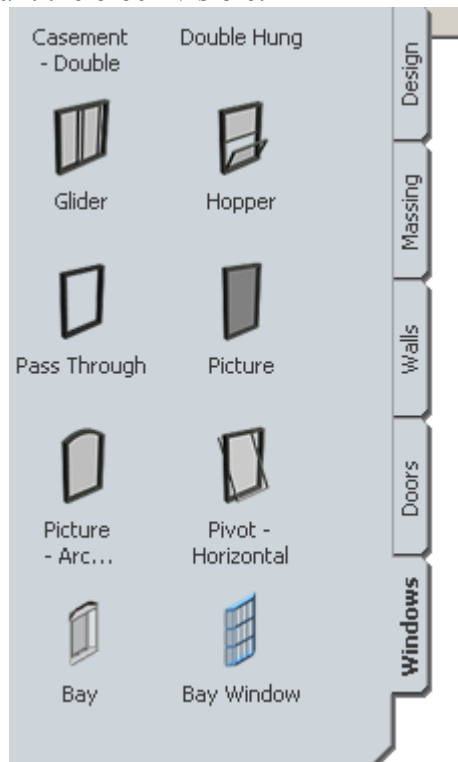 Casement
- Double
Double Hung
Glider
Hopper
Pass Through
Picture
Picture
- Arc...
Pivot -
Horizontal
Bay
Bay Window
Design
Massing
Walls
Doors
Windows